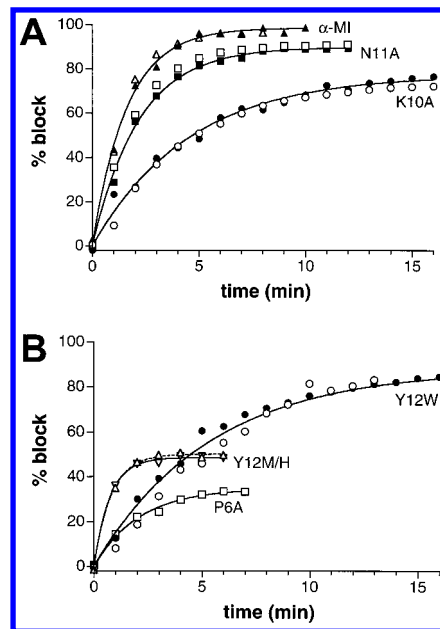 A
100
80
60
40
20
0
% block
α-MI
N11A
K10A
0 5 10 15
time (min)
B
100
80
60
40
20
0
% block
Y12W
Y12M/H
P6A
0 5 10 15
time (min)